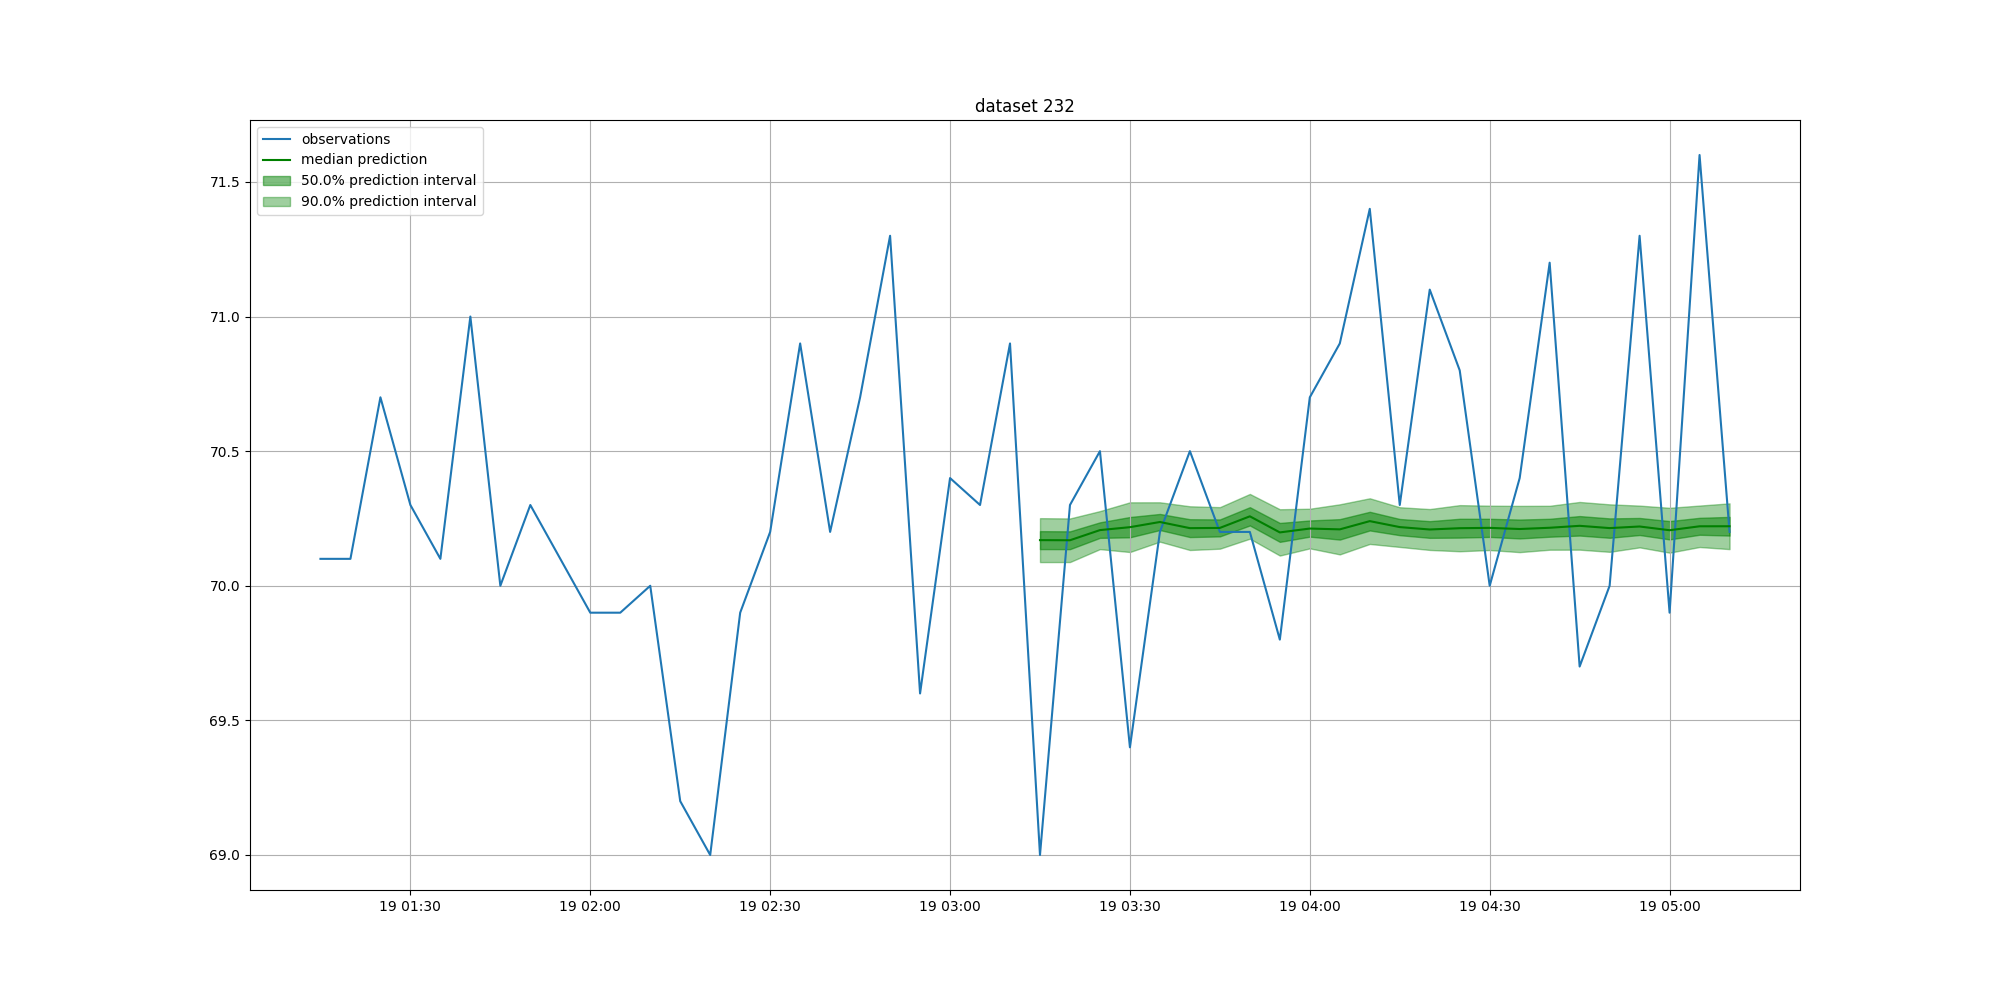 dataset 232
observations
median prediction
50.0% prediction interval
90.0% prediction interval
71.5
71.0
70.5
70.0
69.5
69.0
19 01:30
19 02:00
19 02:30
19 03:00
19 03:30
19 04:00
19 04:30
19 05:00